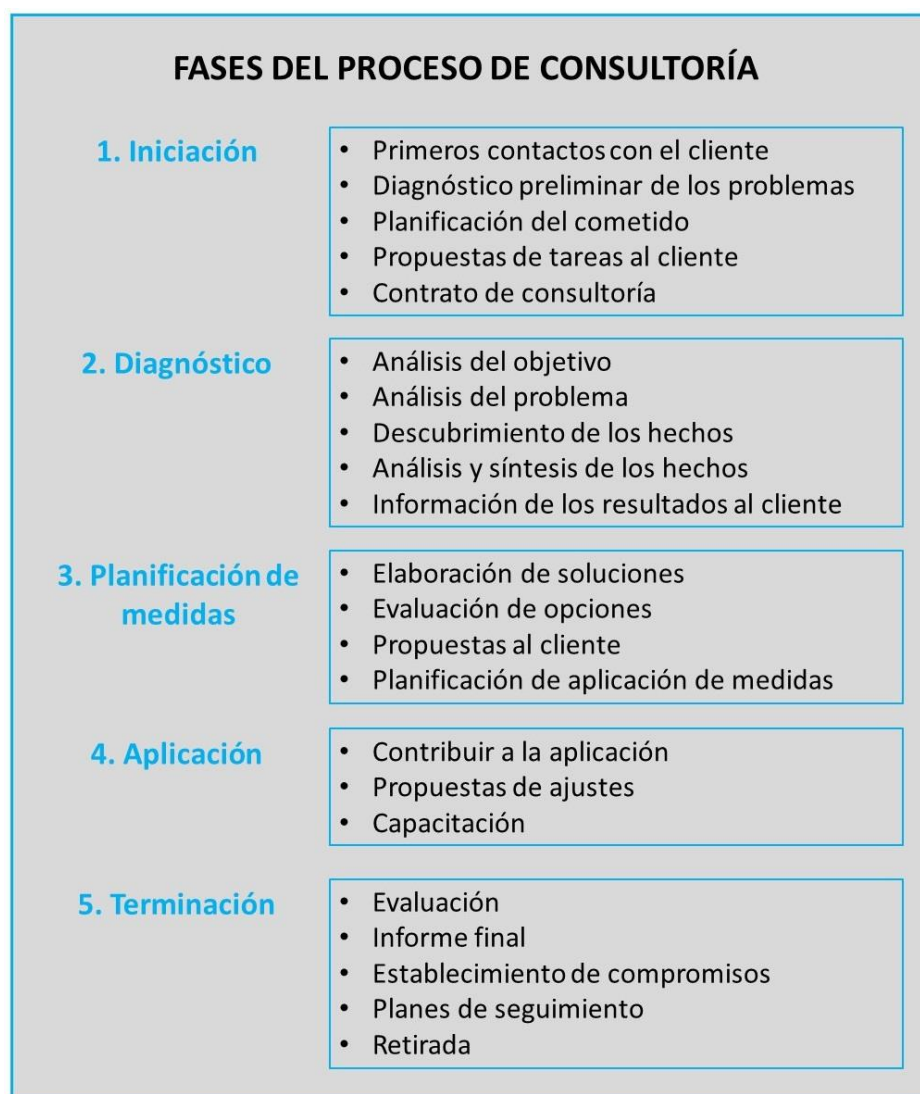 FASES DEL PROCESO DE CONSULTORÍA
1. Iniciación
• Primeros contactos con el cliente
• Diagnóstico preliminar de los problemas
• Planificación del cometido
• Propuestas de tareas al cliente
• Contrato de consultoría
2. Diagnóstico
• Análisis del objetivo
• Análisis del problema
• Descubrimiento de los hechos
• Análisis y síntesis de los hechos
• Información de los resultados al cliente
3. Planificación de
medidas
• Elaboración de soluciones
• Evaluación de opciones
• Propuestas al cliente
• Planificación de aplicación de medidas
4. Aplicación
• Contribuir a la aplicación
• Propuestas de ajustes
• Capacitación
5. Terminación
• Evaluación
• Informe final
• Establecimiento de compromisos
• Planes de seguimiento
• Retirada